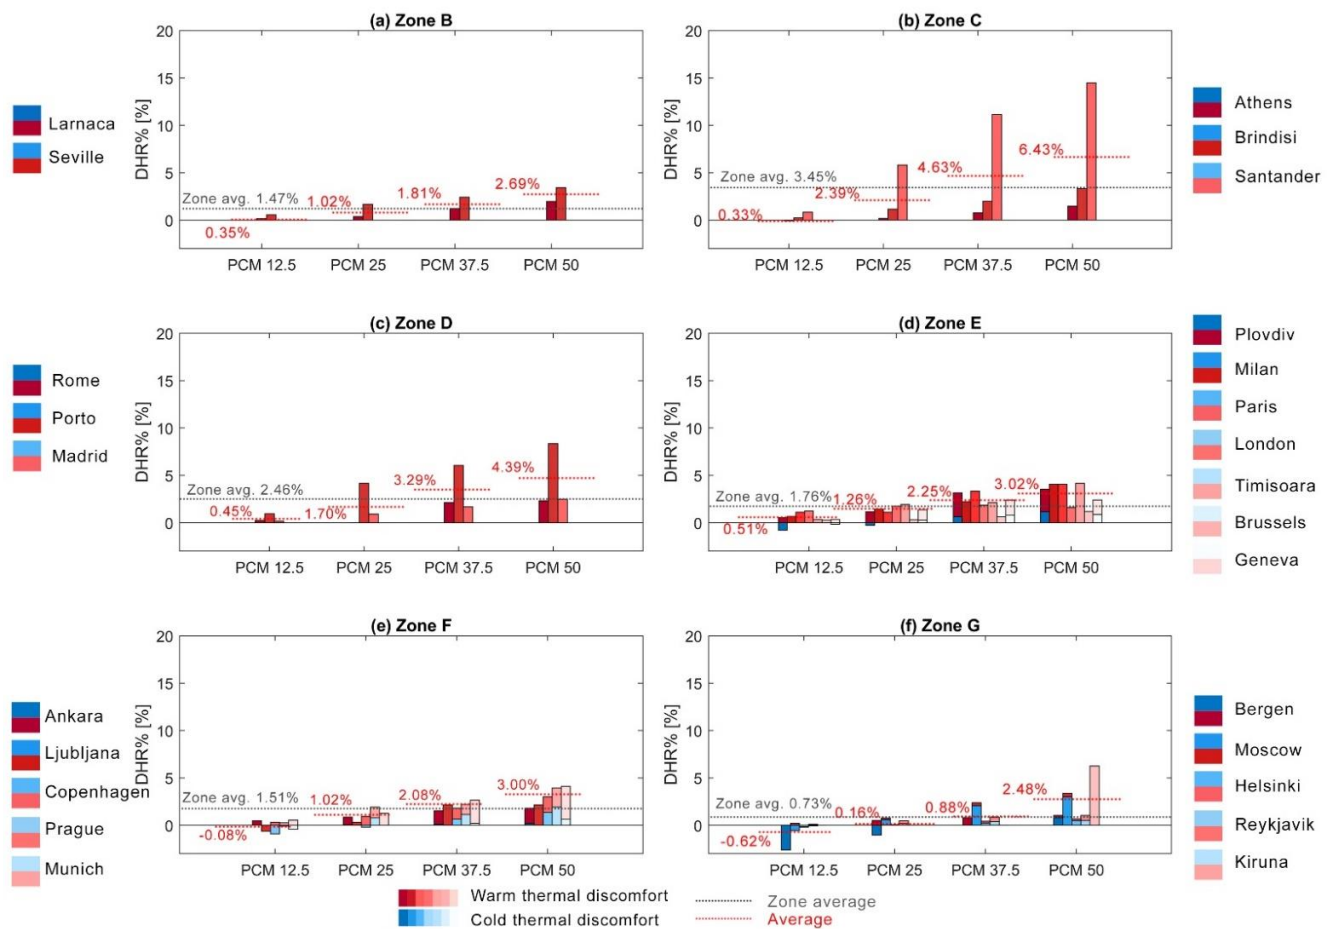 (a) Zone B
20
15
10
5
0
DHR% [%]
Larnaca
Seville
Zone avg. 1.47%
0.35%
1.02%
1.81%
2.69%
PCM 12.5
PCM 25
PCM 37.5
PCM 50
(b) Zone C
20
15
10
5
0
DHR% [%]
Athens
Brindisi
Santander
Zone avg. 3.45%
0.33%
2.39%
4.63%
6.43%
PCM 12.5
PCM 25
PCM 37.5
PCM 50
(c) Zone D
20
15
10
5
0
DHR% [%]
Rome
Porto
Madrid
Zone avg. 2.46%
0.45%
1.70%
3.29%
4.39%
PCM 12.5
PCM 25
PCM 37.5
PCM 50
(d) Zone E
20
15
10
5
0
DHR% [%]
Plovdiv
Milan
Paris
London
Timisoara
Brussels
Geneva
Zone avg. 1.76%
0.51%
1.26%
2.25%
3.02%
PCM 12.5
PCM 25
PCM 37.5
PCM 50
(e) Zone F
20
15
10
5
0
DHR% [%]
Ankara
Ljubljana
Copenhagen
Prague
Munich
Zone avg. 1.51%
-0.08%
1.02%
2.08%
3.00%
PCM 12.5
PCM 25
PCM 37.5
PCM 50
(f) Zone G
20
15
10
5
0
DHR% [%]
Bergen
Moscow
Helsinki
Reykjavik
Kiruna
Zone avg. 0.73%
-0.62%
0.16%
0.88%
2.48%
PCM 12.5
PCM 25
PCM 37.5
PCM 50
Warm thermal discomfort
Cold thermal discomfort
Zone average
Average